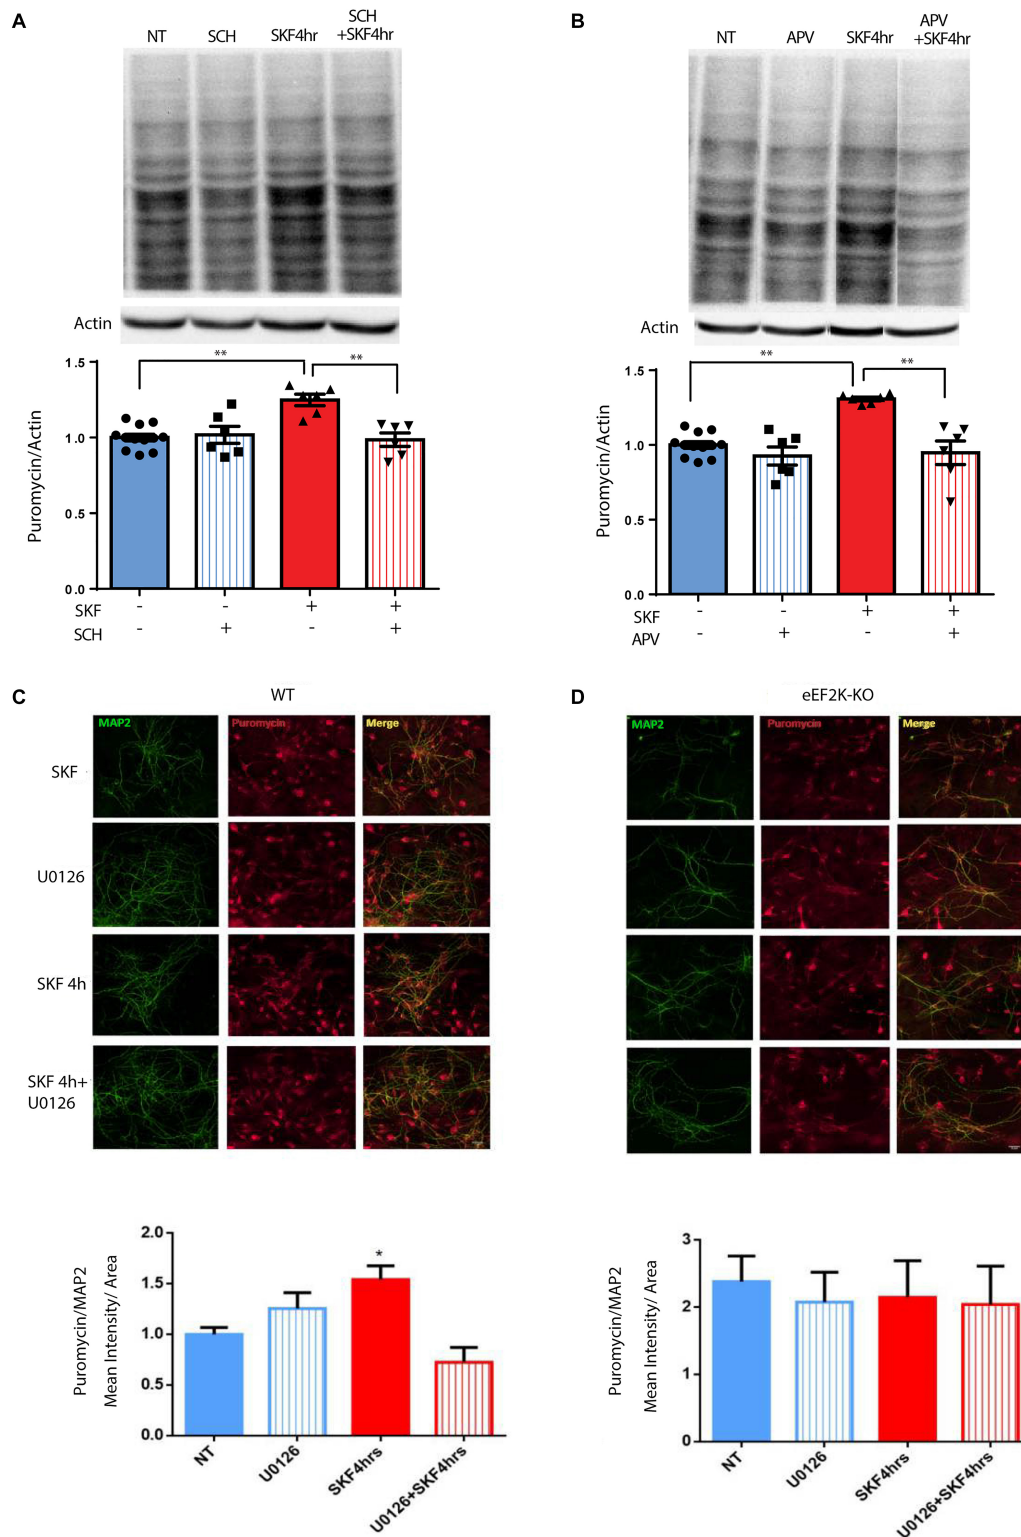 A
NT SCH SKF4hr SCH +SKF4hr
Actin
**
**
Puromycin/Actin
1.5
1.0
0.5
0.0
SKF - - + +
SCH - + - +
B
NT APV SKF4hr APV +SKF4hr
Actin
**
**
Puromycin/Actin
1.5
1.0
0.5
0.0
SKF - - + +
APV - + - +
C
WT
MAP2 Puromycin Merge
SKF
U0126
SKF 4h
SKF 4h+
U0126
Puromycin/MAP2
Mean Intensity/ Area
2.0
1.5
1.0
0.5
0.0
*
NT
U0126
SKF4hrs
U0126+SKF4hrs
D
eEF2K-KO
MAP2 Puromycin Merge
Puromycin/MAP2
Mean Intensity/ Area
3
2
1
0
NT
U0126
SKF4hrs
U0126+SKF4hrs